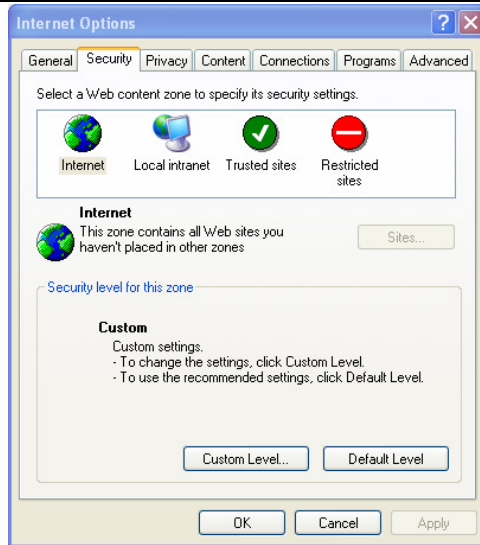 Internet Options
General Security Privacy Content Connections Programs Advanced
Select a Web content zone to specify its security settings.
Internet Local intranet Trusted sites Restricted
sites
Internet
This zone contains all Web sites you
haven't placed in other zones
Sites...
Security level for this zone
Custom
Custom settings.
- To change the settings, click Custom Level.
- To use the recommended settings, click Default Level.
Custom Level... Default Level
OK Cancel Apply